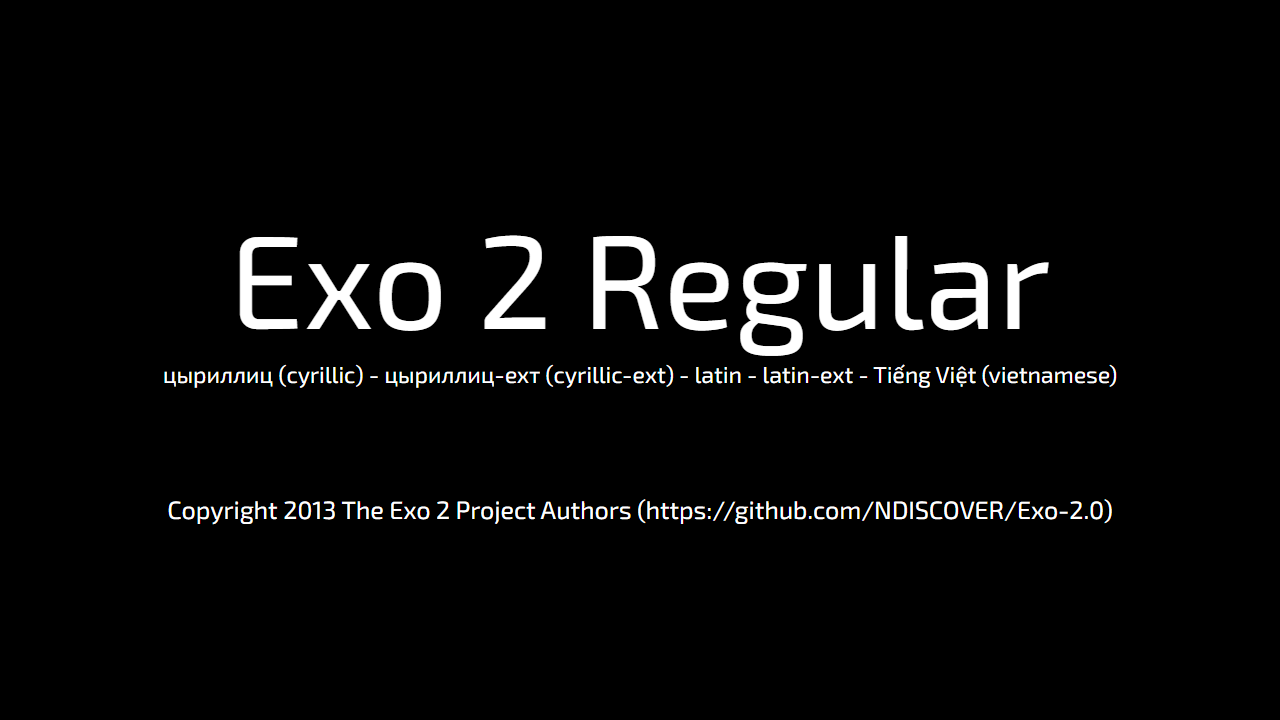 Exo 2 Regular
цыриллиц (cyrillic) - цыриллиц-ехт (cyrillic-ext) - latin - latin-ext - Tiếng Việt (vietnamese)
Copyright 2013 The Exo 2 Project Authors (https://github.com/NDISCOVER/Exo-2.0)